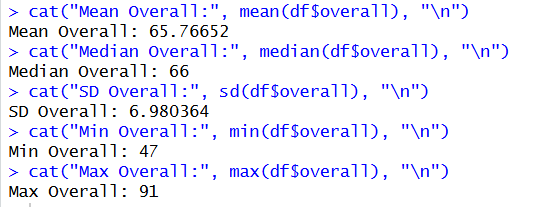 > cat("Mean Overall:", mean(df$overall), "\n")
Mean Overall: 65.76652
> cat("Median Overall:", median(df$overall), "\n")
Median Overall: 66
> cat("SD Overall:", sd(df$overall), "\n")
SD Overall: 6.980364
> cat("Min Overall:", min(df$overall), "\n")
Min Overall: 47
> cat("Max Overall:", max(df$overall), "\n")
Max Overall: 91